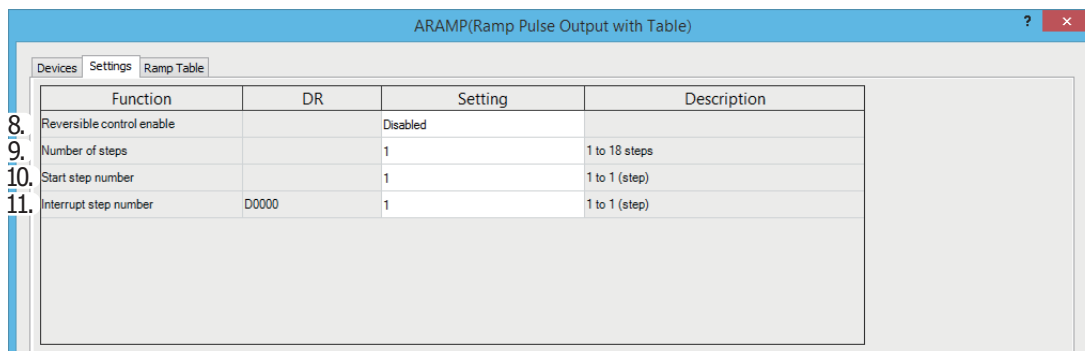 ARAMP(Ramp Pulse Output with Table) ? ×
Devices Settings Ramp Table
Function DR Setting Description
8. Reversible control enable Disabled
9. Number of steps 1 1 to 18 steps
10. Start step number 1 1 to 1 (step)
11. Interrupt step number D0000 1 1 to 1 (step)